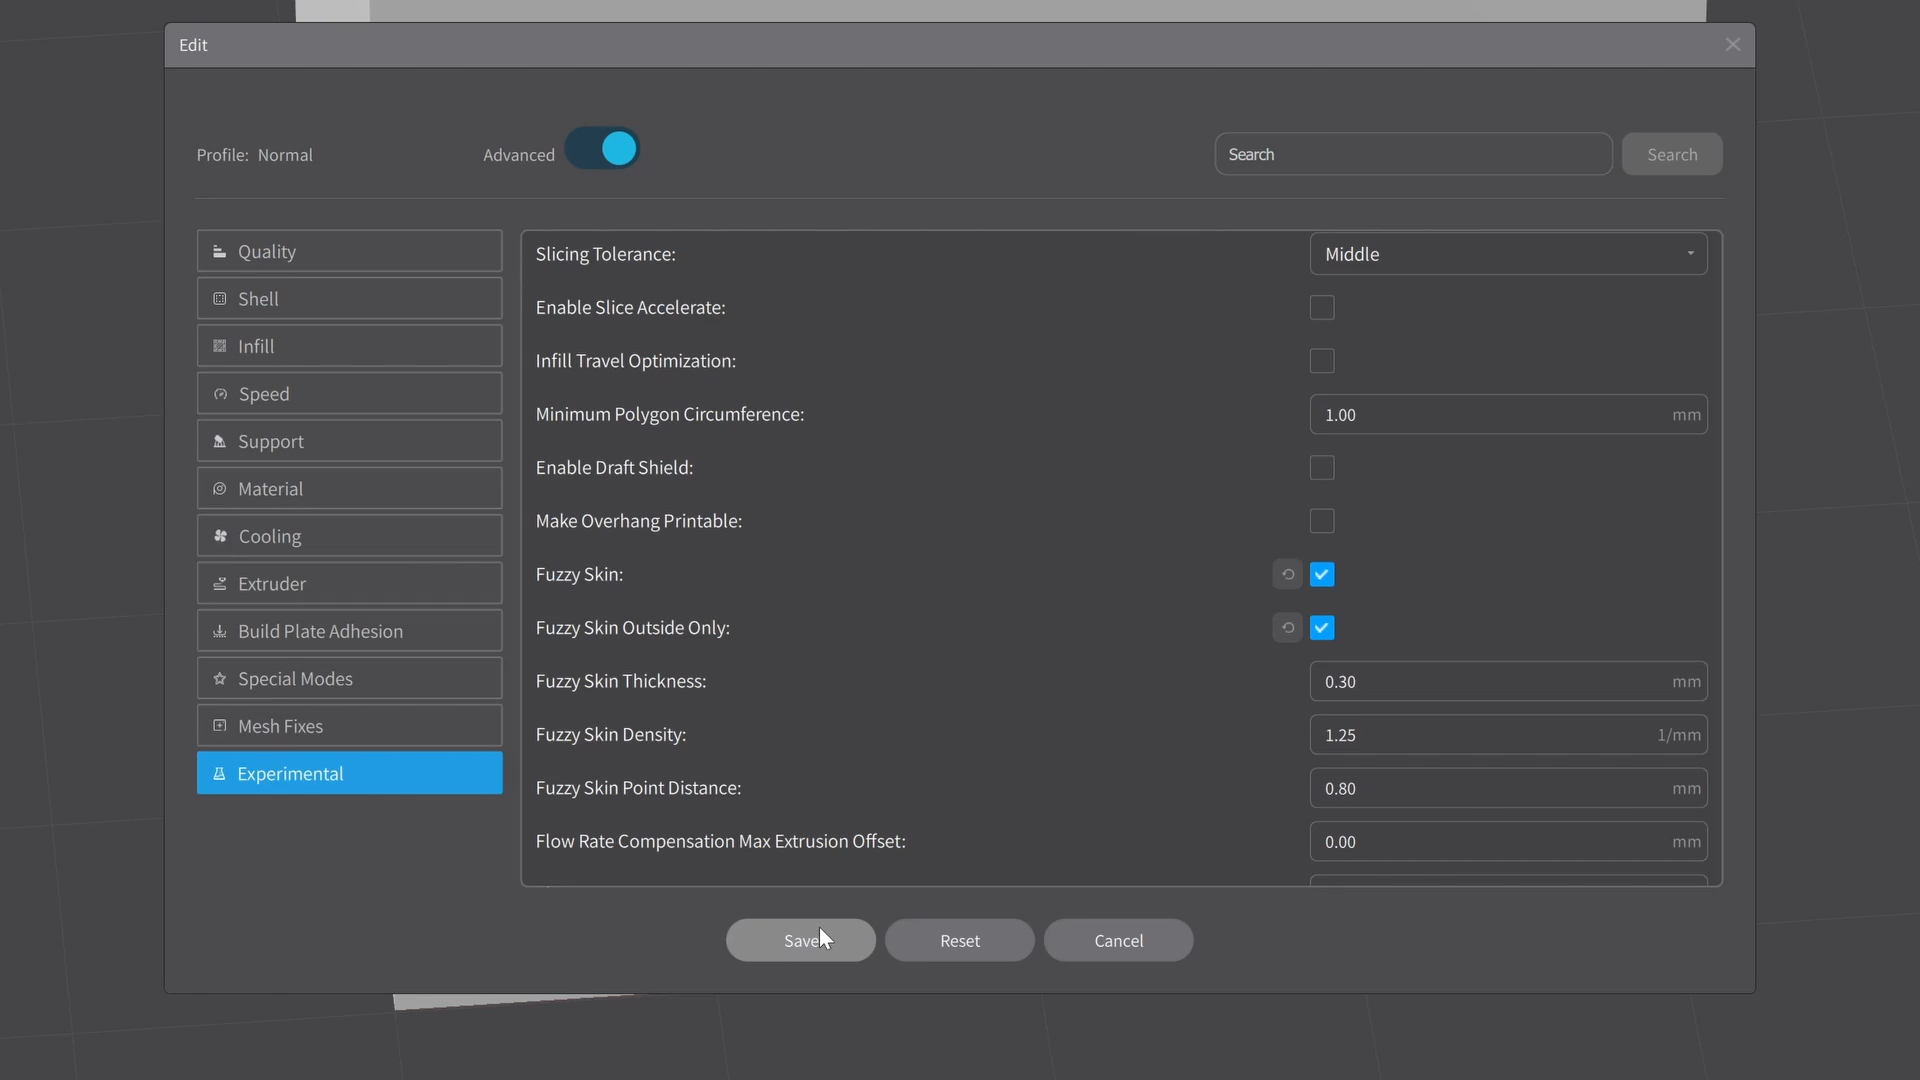 Edit
Profile: Normal
Advanced
Search
Search
Quality
Shell
Infill
Speed
Support
Material
Cooling
Extruder
Build Plate Adhesion
Special Modes
Mesh Fixes
Experimental
Slicing Tolerance: Middle
Enable Slice Accelerate:
Infill Travel Optimization:
Minimum Polygon Circumference: 1.00 mm
Enable Draft Shield:
Make Overhang Printable:
Fuzzy Skin:
Fuzzy Skin Outside Only:
Fuzzy Skin Thickness: 0.30 mm
Fuzzy Skin Density: 1.25 1/mm
Fuzzy Skin Point Distance: 0.80 mm
Flow Rate Compensation Max Extrusion Offset: 0.00 mm
Save Reset Cancel